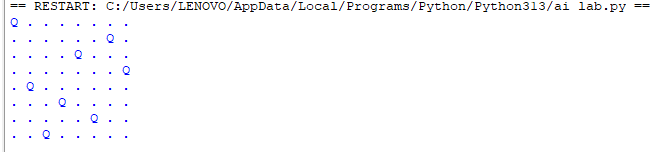 == RESTART: C:/Users/LENOVO/AppData/Local/Programs/Python/Python313/ai lab.py ==
Q . . . . . . .
. . . . . . Q .
. . . . Q . . .
. . . . . . . Q
. Q . . . . . .
. . . Q . . . .
. . . . . Q . .
. . Q . . . . .